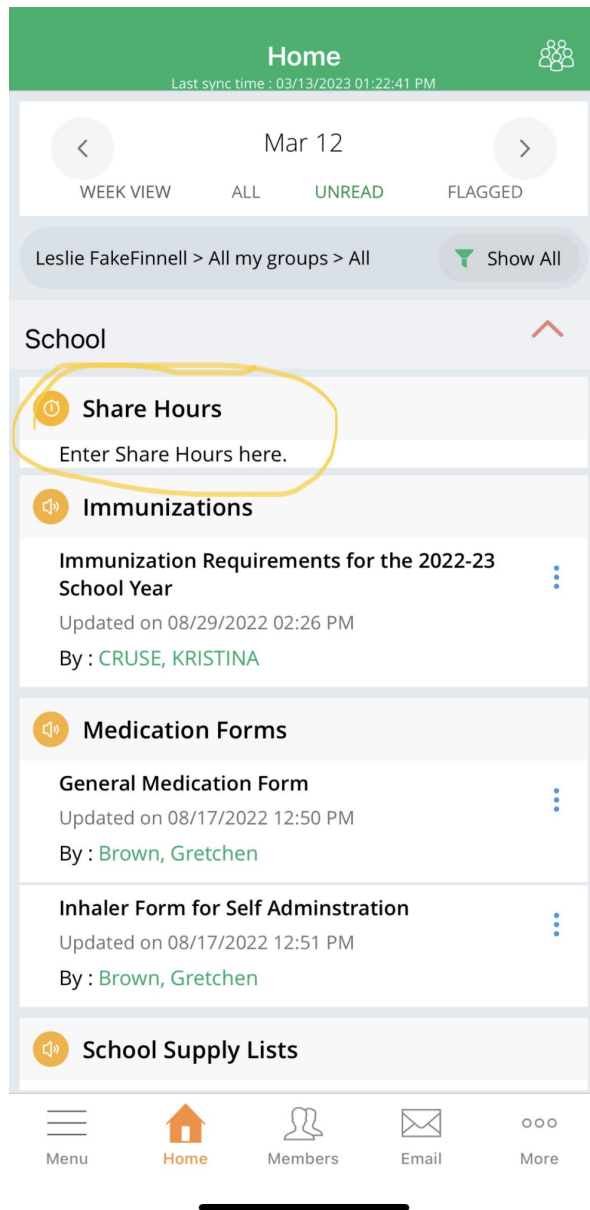 Home
Last sync time : 03/13/2023 01:22:41 PM
Mar 12
WEEK VIEW ALL UNREAD FLAGGED
Leslie FakeFinnell > All my groups > All Show All
School
Share Hours
Enter Share Hours here.
Immunizations
Immunization Requirements for the 2022-23
School Year
Updated on 08/29/2022 02:26 PM
By : CRUSE, KRISTINA
Medication Forms
General Medication Form
Updated on 08/17/2022 12:50 PM
By : Brown, Gretchen
Inhaler Form for Self Adminstration
Updated on 08/17/2022 12:51 PM
By : Brown, Gretchen
School Supply Lists
Menu Home Members Email More